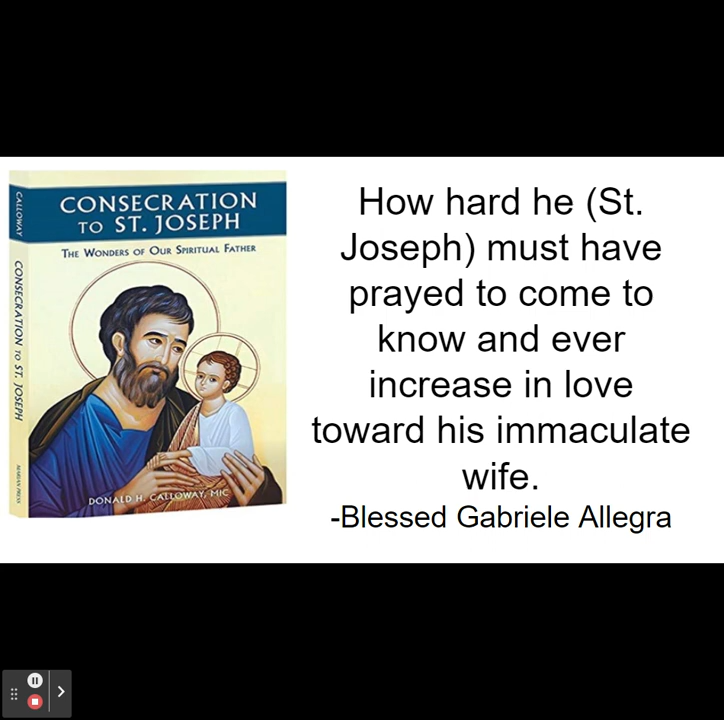 CALLOWAY
CONSECRATION TO ST. JOSEPH
MARIAN PRESS
CONSECRATION
TO ST. JOSEPH
THE WONDERS OF OUR SPIRITUAL FATHER
DONALD H. CALLOWAY, MIC
How hard he (St.
Joseph) must have
prayed to come to
know and ever
increase in love
toward his immaculate
wife.
-Blessed Gabriele Allegra